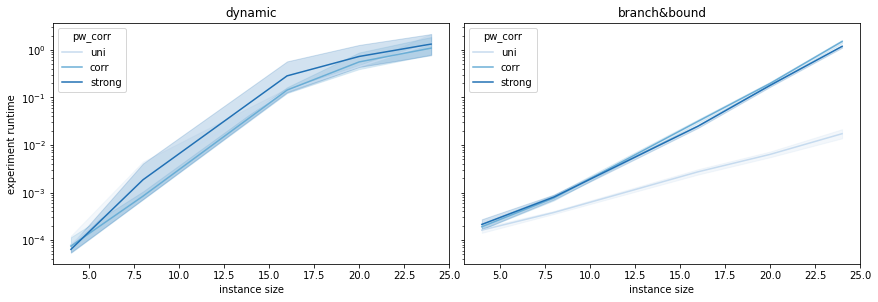 dynamic
pw_corr
uni
corr
strong
experiment runtime
10⁰
10⁻¹
10⁻²
10⁻³
10⁻⁴
5.0 7.5 10.0 12.5 15.0 17.5 20.0 22.5 25.0
instance size
branch&bound
pw_corr
uni
corr
strong
5.0 7.5 10.0 12.5 15.0 17.5 20.0 22.5 25.0
instance size